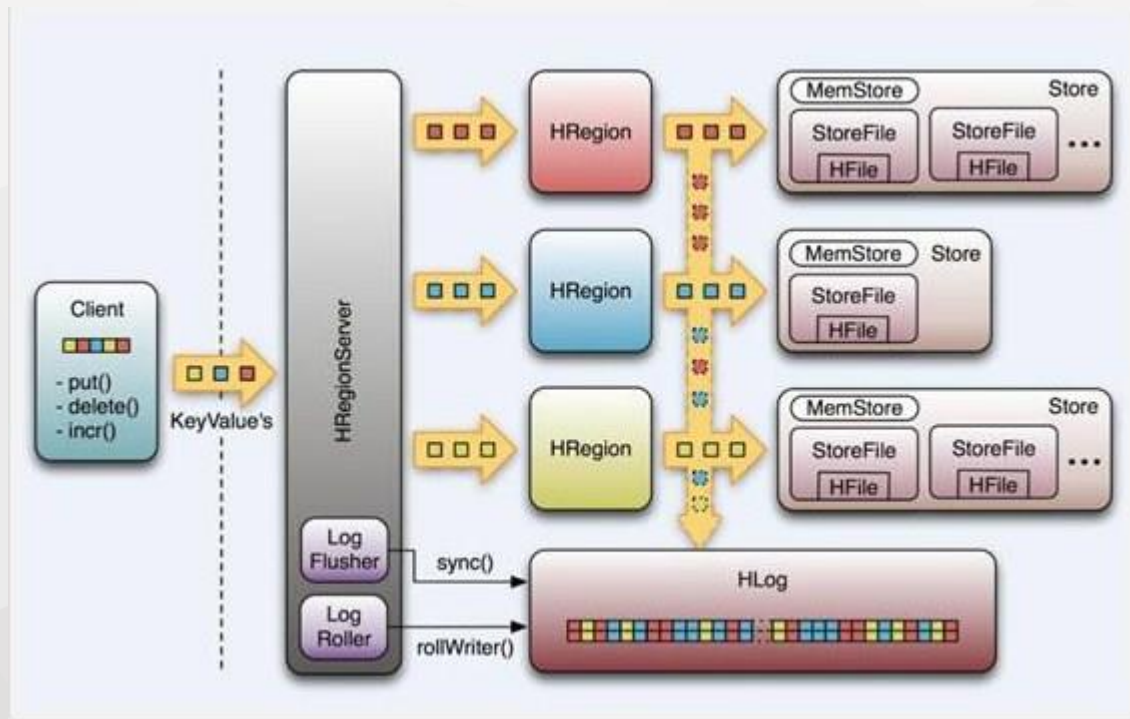 Client
- put()
- delete()
- incr()
KeyValue's
HRegionServer
Log
Flusher
Log
Roller
sync()
rollWriter()
HRegion
MemStore
Store
StoreFile
HFile
StoreFile
HFile
...
HRegion
MemStore
Store
StoreFile
HFile
HRegion
MemStore
Store
StoreFile
HFile
StoreFile
HFile
...
HLog